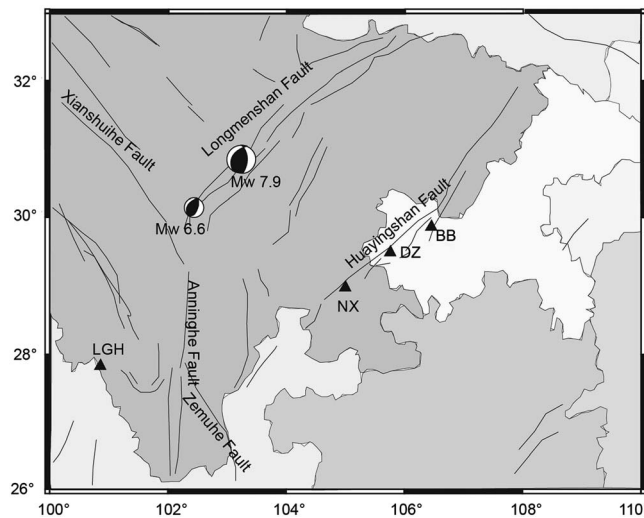 32°
30°
28°
26°
100°
102°
104°
106°
108°
110
Xianshuihe Fault
Longmenshan Fault
Mw 7.9
Mw 6.6
Huayingshan Fault
BB
DZ
NX
LGH
Anninghe Fault
Zemuhe Fault